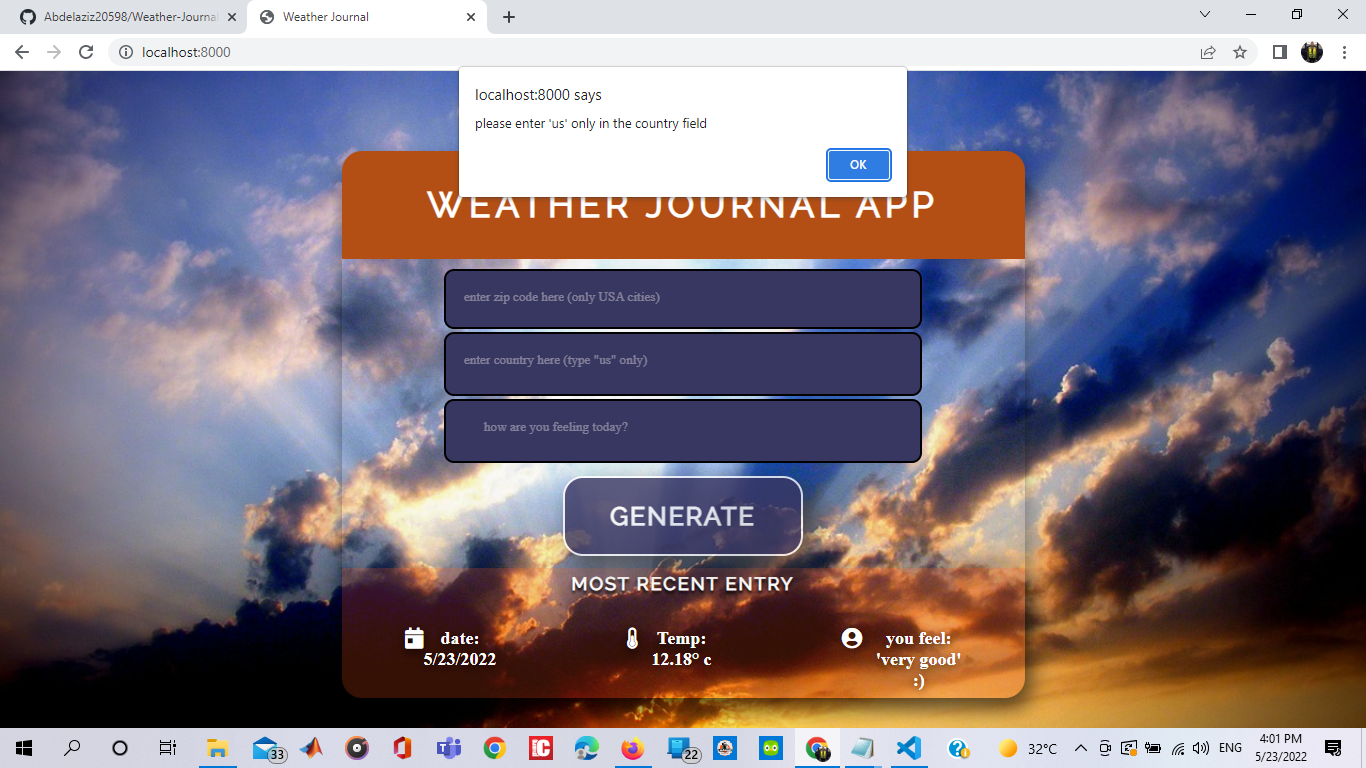 Abdelaziz20598/Weather-Journa
Weather Journal
localhost:8000
localhost:8000 says
please enter 'us' only in the country field
OK
WEATHER JOURNAL APP
enter zip code here (only USA cities)
enter country here (type "us" only)
how are you feeling today?
GENERATE
MOST RECENT ENTRY
date:
5/23/2022
Temp:
12.18° c
you feel:
'very good'
:)
33
22
32°C
ENG
4:01 PM
5/23/2022